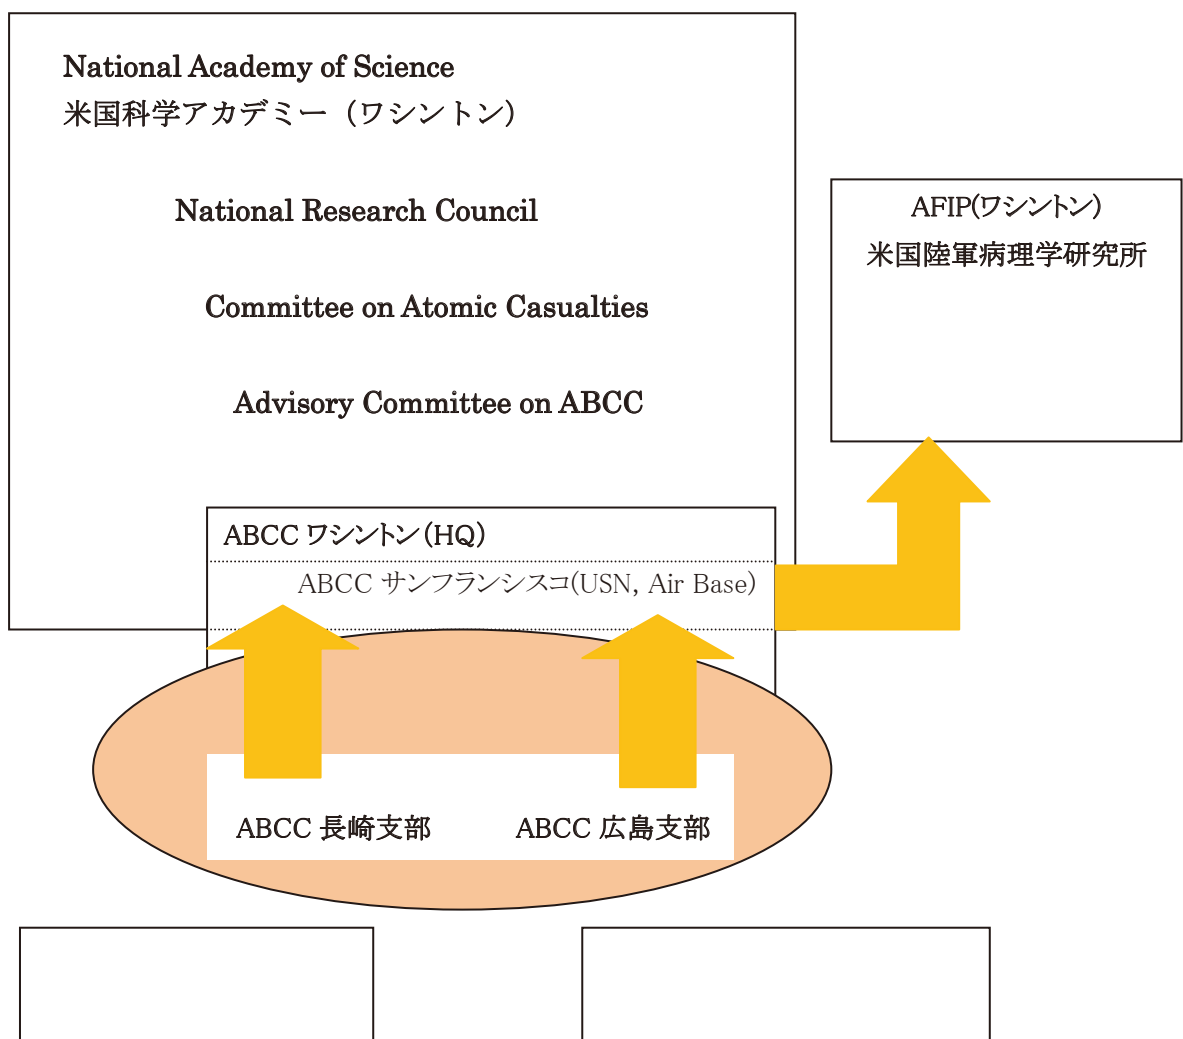 National Academy of Science
米国科学アカデミー（ワシントン）
National Research Council
Committee on Atomic Casualties
Advisory Committee on ABCC
AFIP(ワシントン)
米国陸軍病理学研究所
ABCC ワシントン（HQ）
ABCC サンフランシスコ(USN, Air Base)
ABCC 長崎支部
ABCC 広島支部